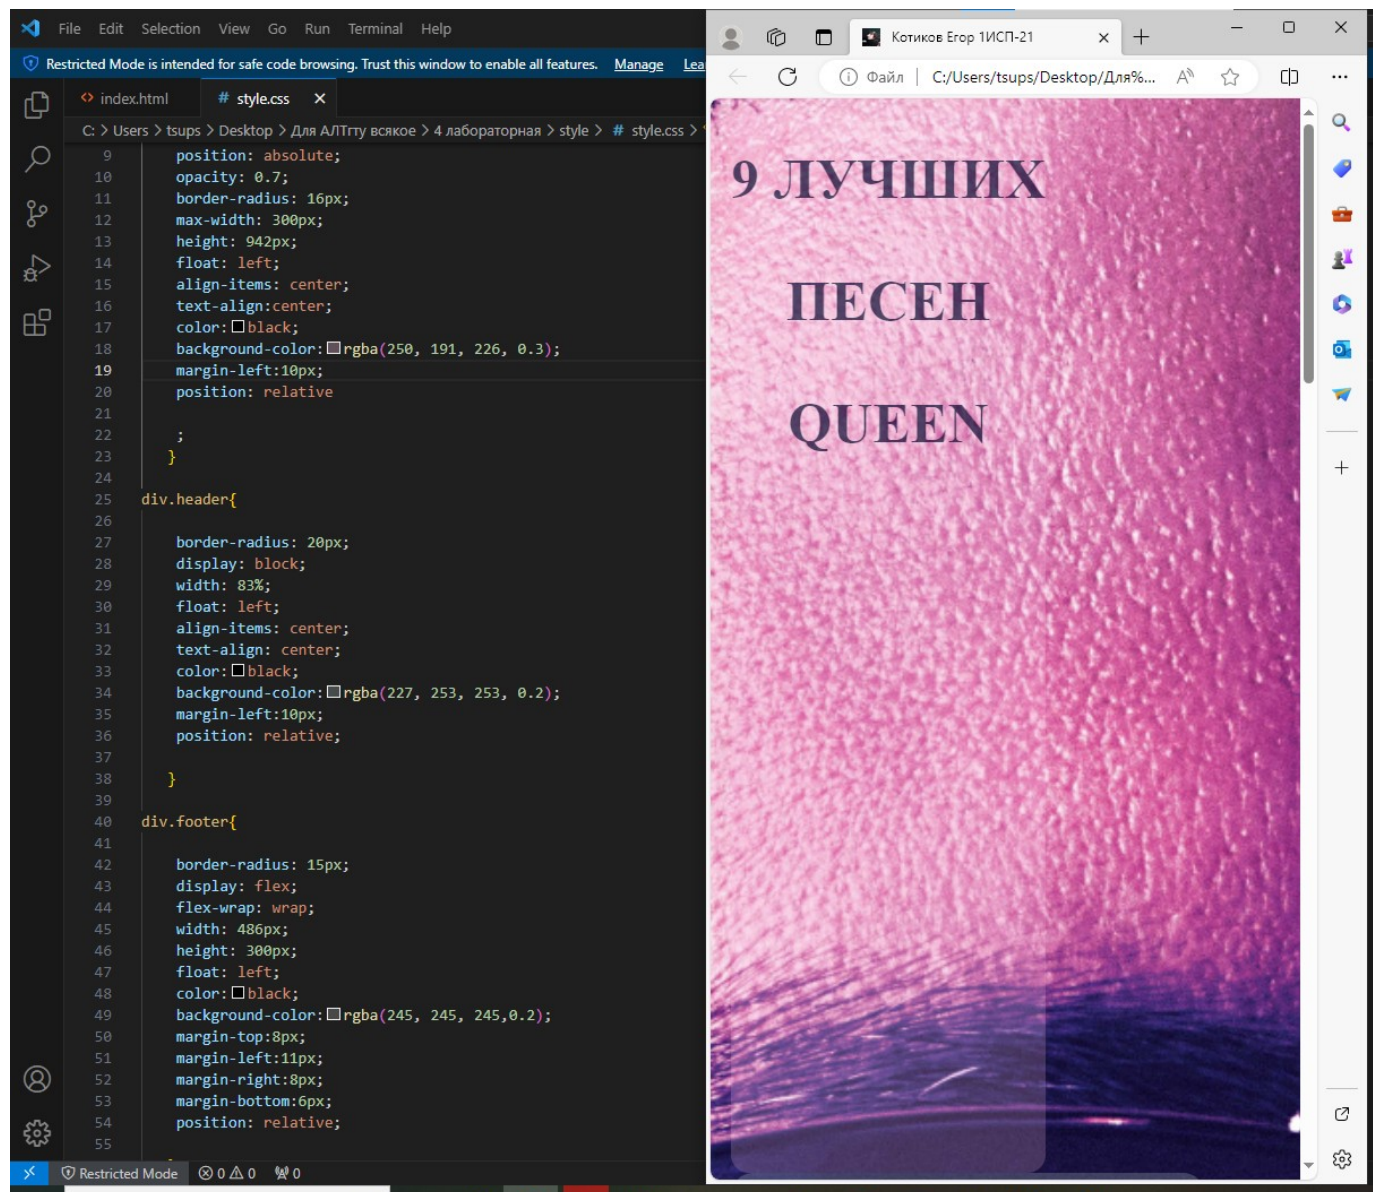 File Edit Selection View Go Run Terminal Help
Restricted Mode is intended for safe code browsing. Trust this window to enable all features. Manage
index.html # style.css
C: > Users > tsups > Desktop > Для АЛТгту всякое > 4 лабораторная > style > # style.css >
9 position: absolute;
10 opacity: 0.7;
11 border-radius: 16px;
12 max-width: 300px;
13 height: 942px;
14 float: left;
15 align-items: center;
16 text-align:center;
17 color: black;
18 background-color: rgba(250, 191, 226, 0.3);
19 margin-left:10px;
20 position: relative
21
22 ;
23 }
24
25 div.header{
26
27 border-radius: 20px;
28 display: block;
29 width: 83%;
30 float: left;
31 align-items: center;
32 text-align: center;
33 color: black;
34 background-color: rgba(227, 253, 253, 0.2);
35 margin-left:10px;
36 position: relative;
37
38 }
39
40 div.footer{
41
42 border-radius: 15px;
43 display: flex;
44 flex-wrap: wrap;
45 width: 486px;
46 height: 300px;
47 float: left;
48 color: black;
49 background-color: rgba(245, 245, 245,0.2);
50 margin-top:8px;
51 margin-left:11px;
52 margin-right:8px;
53 margin-bottom:6px;
54 position: relative;
55
Restricted Mode 0 0 0
Котиков Егор 1ИСП-21
Файл C:/Users/tsups/Desktop/Для%...
9 ЛУЧШИХ
ПЕСЕН
QUEEN